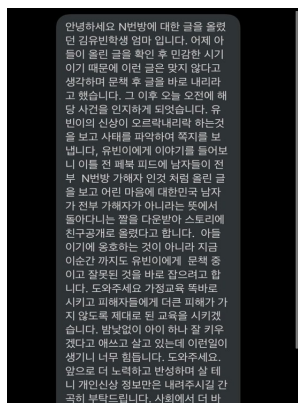 안녕하세요 N번방에 대한 글을 올렸
던 김유빈학생 엄마 입니다. 어제 아
들이 올린 글을 확인 후 민감한 시기
이기 때문에 이런 글은 맞지 않다고
생각하며 문책 후 글을 바로 내리라
고 했습니다. 그 이후 오늘 오전에 해
당 사건을 인지하게 되엇습니다. 유
빈이의 신상이 오르락내리락 하는것
을 보고 사태를 파악하여 쪽지를 보
냅니다, 유빈이에게 이야기를 들어보
니 이틀 전 페북 피드에 남자들이 전
부 N번방 가해자 인것 처럼 올린 글
을 보고 어린 마음에 대한민국 남자
가 전부 가해자가 아니라는 뜻에서
돌아다니는 짤을 다운받아 스토리에
친구공개로 올렸다고 합니다. 아들
이기에 옹호하는 것이 아니라 지금
이순간 까지도 유빈이에게 문책 중
이고 잘못된 것을 바로 잡으려고 합
니다. 도와주세요 가정교육 똑바로
시키고 피해자들에게 더큰 피해가 가
지 않도록 제대로 된 교육을 시키겠
습니다. 밤낮없이 아이 하나 잘 키우
겠다고 애쓰고 살고 있는데 이런일이
생기니 너무 힘듭니다. 도와주세요.
앞으로 더 노력하고 반성하며 살 테
니 개인신상 정보만은 내려주시길 간
곡히 부탁드립니다. 사회에서 더 바